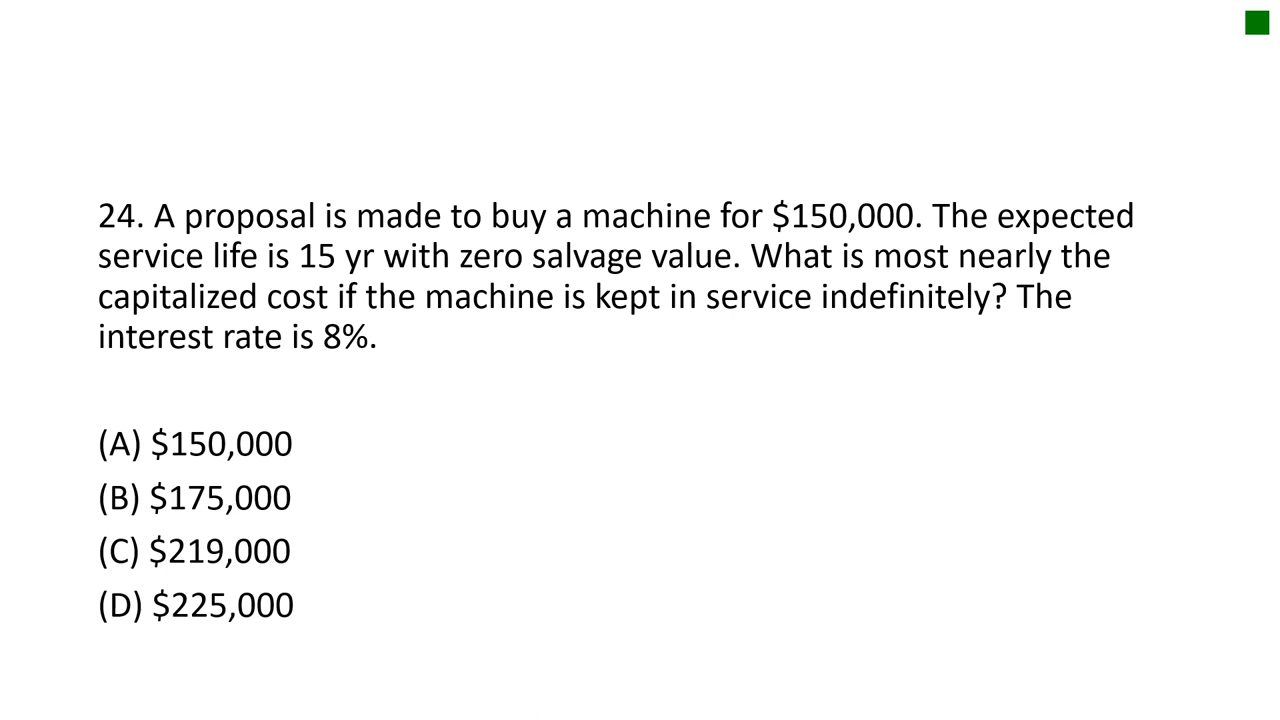 24. A proposal is made to buy a machine for $150,000. The expected
service life is 15 yr with zero salvage value. What is most nearly the
capitalized cost if the machine is kept in service indefinitely? The
interest rate is 8%.
(A) $150,000
(B) $175,000
(C) $219,000
(D) $225,000